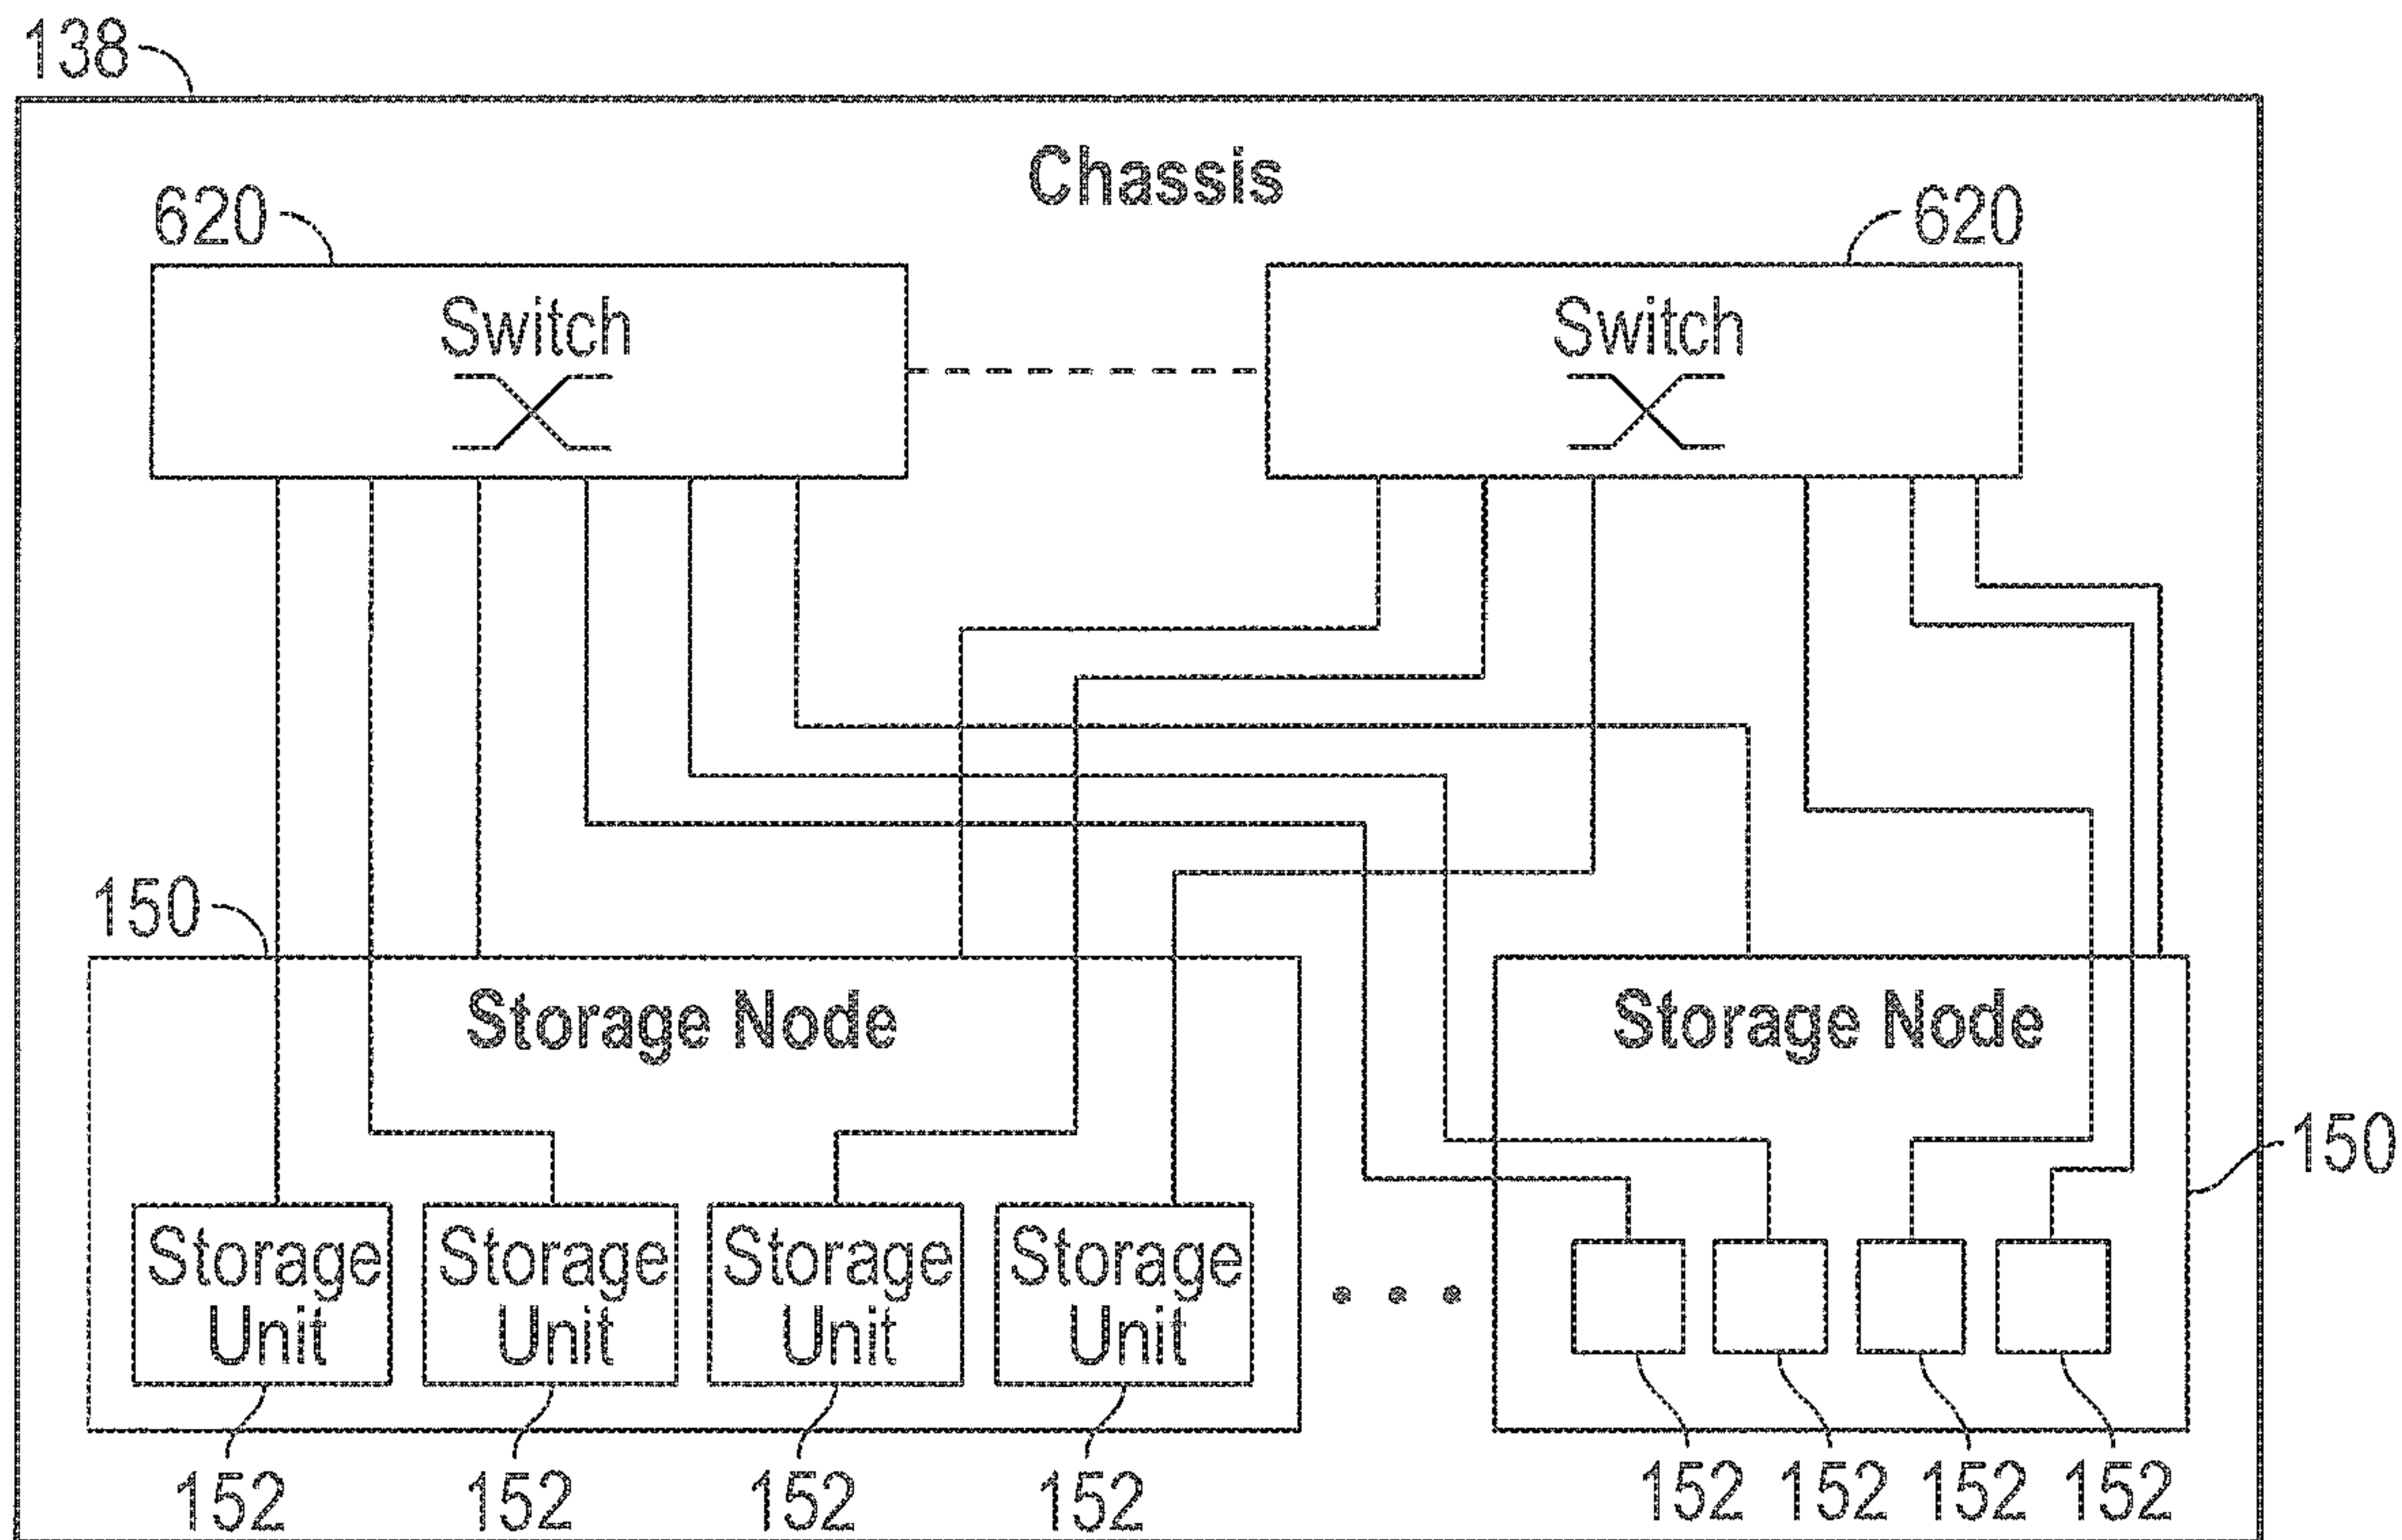 138
Chassis
620
620
Switch
Switch
150
Storage Node
Storage Node
150
Storage
Unit
Storage
Unit
Storage
Unit
Storage
Unit
152
152
152
152
152
152
152
152